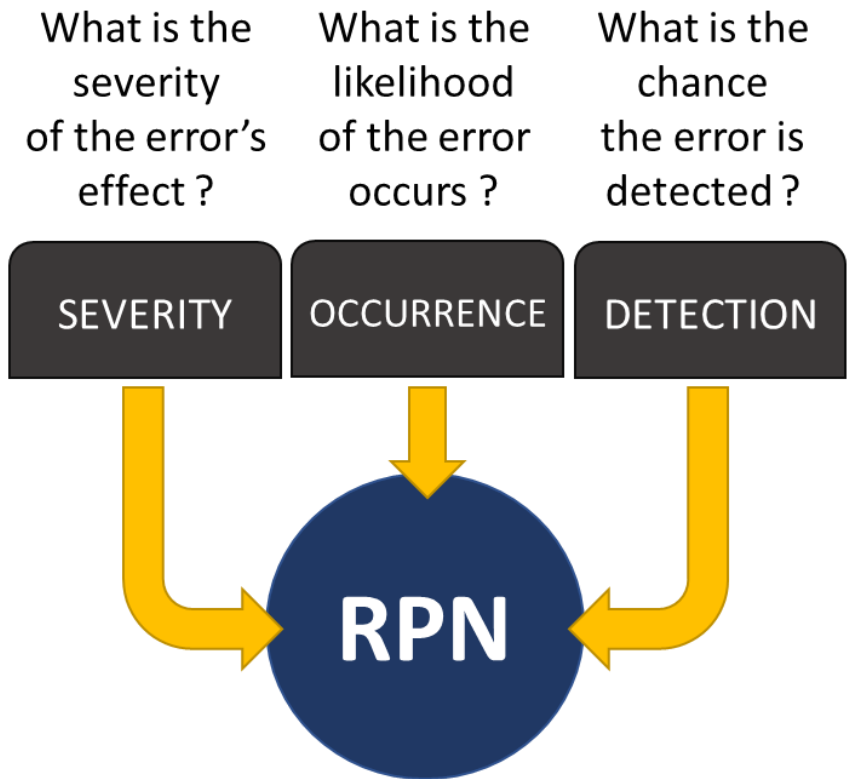 What is the
severity
of the error's
effect ?
What is the
likelihood
of the error
occurs ?
What is the
chance
the error is
detected ?
SEVERITY
OCCURRENCE
DETECTION
RPN